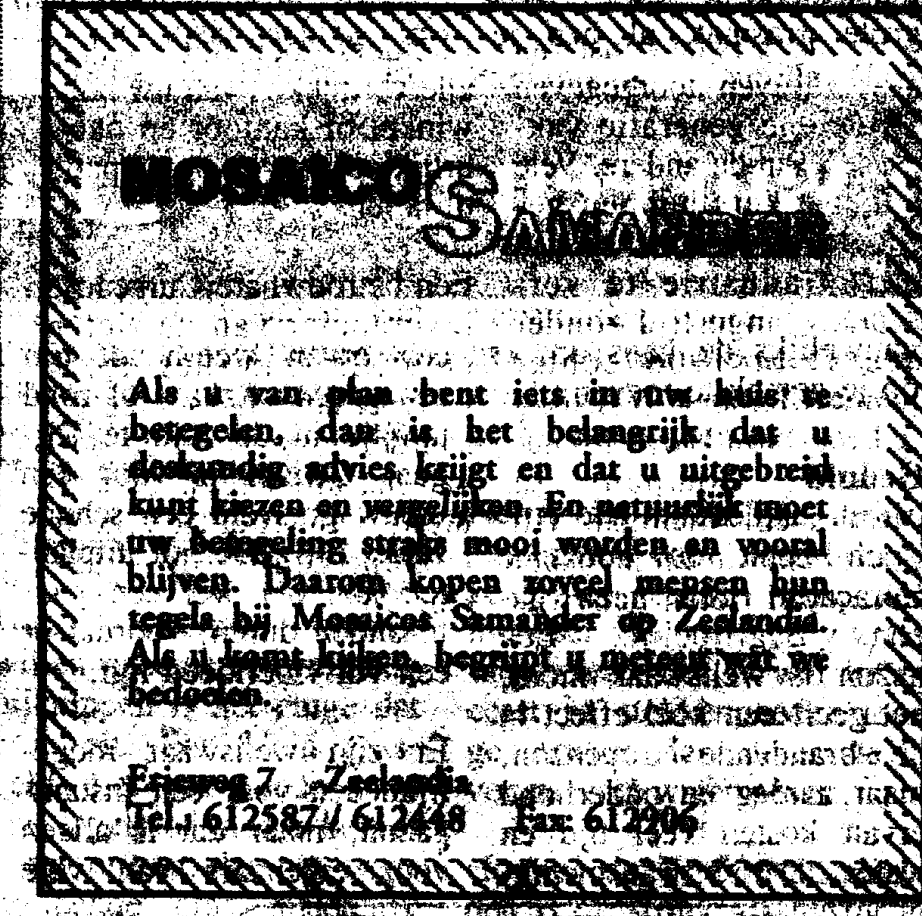 MOSAICO
SAMANDER
Als u van plan bent iets in uw huis te
betegelen, dan is het belangrijk dat u
deskundig advies krijgt en dat u uitgebreid
kunt kiezen en vergelijken. En natuurlijk moet
uw betegeling straks mooi worden en vooral
blijven. Daarom kopen zoveel mensen hun
tegels bij Mosaicos Samander op Zeelandia.
Als u komt kijken, begrijpt u meteen wat we
bedoelen.
7 Zeelandia
Tel.: 612587 / 612448 Fax: 612906